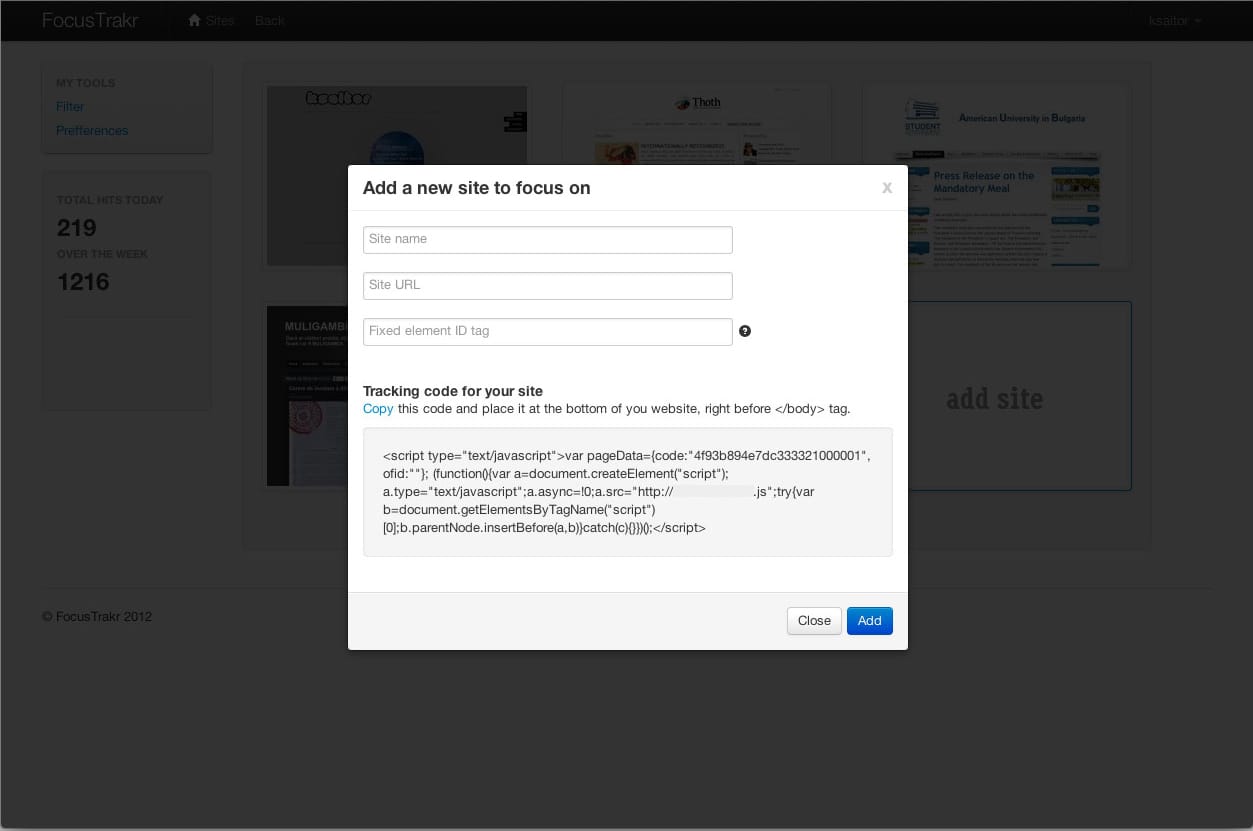 FocusTrakr
Sites
Back
ksaitor
MY TOOLS
Filter
Prefferences
TOTAL HITS TODAY
219
OVER THE WEEK
1216
Thoth
STUDENT
American University in Bulgaria
Press Release on the
Mandatory Meal
MULIGAMB
add site
Add a new site to focus on
x
Site name
Site URL
Fixed element ID tag
?
Tracking code for your site
Copy this code and place it at the bottom of you website, right before </body> tag.
<script type="text/javascript">var pageData={code:"4f93b894e7dc333321000001",
ofid:""}; (function(){var a=document.createElement("script");
a.type="text/javascript";a.async=!0;a.src="http:// .js";try{var
b=document.getElementsByTagName("script")
[0];b.parentNode.insertBefore(a,b)}catch(c){}})();</script>
Close
Add
© FocusTrakr 2012